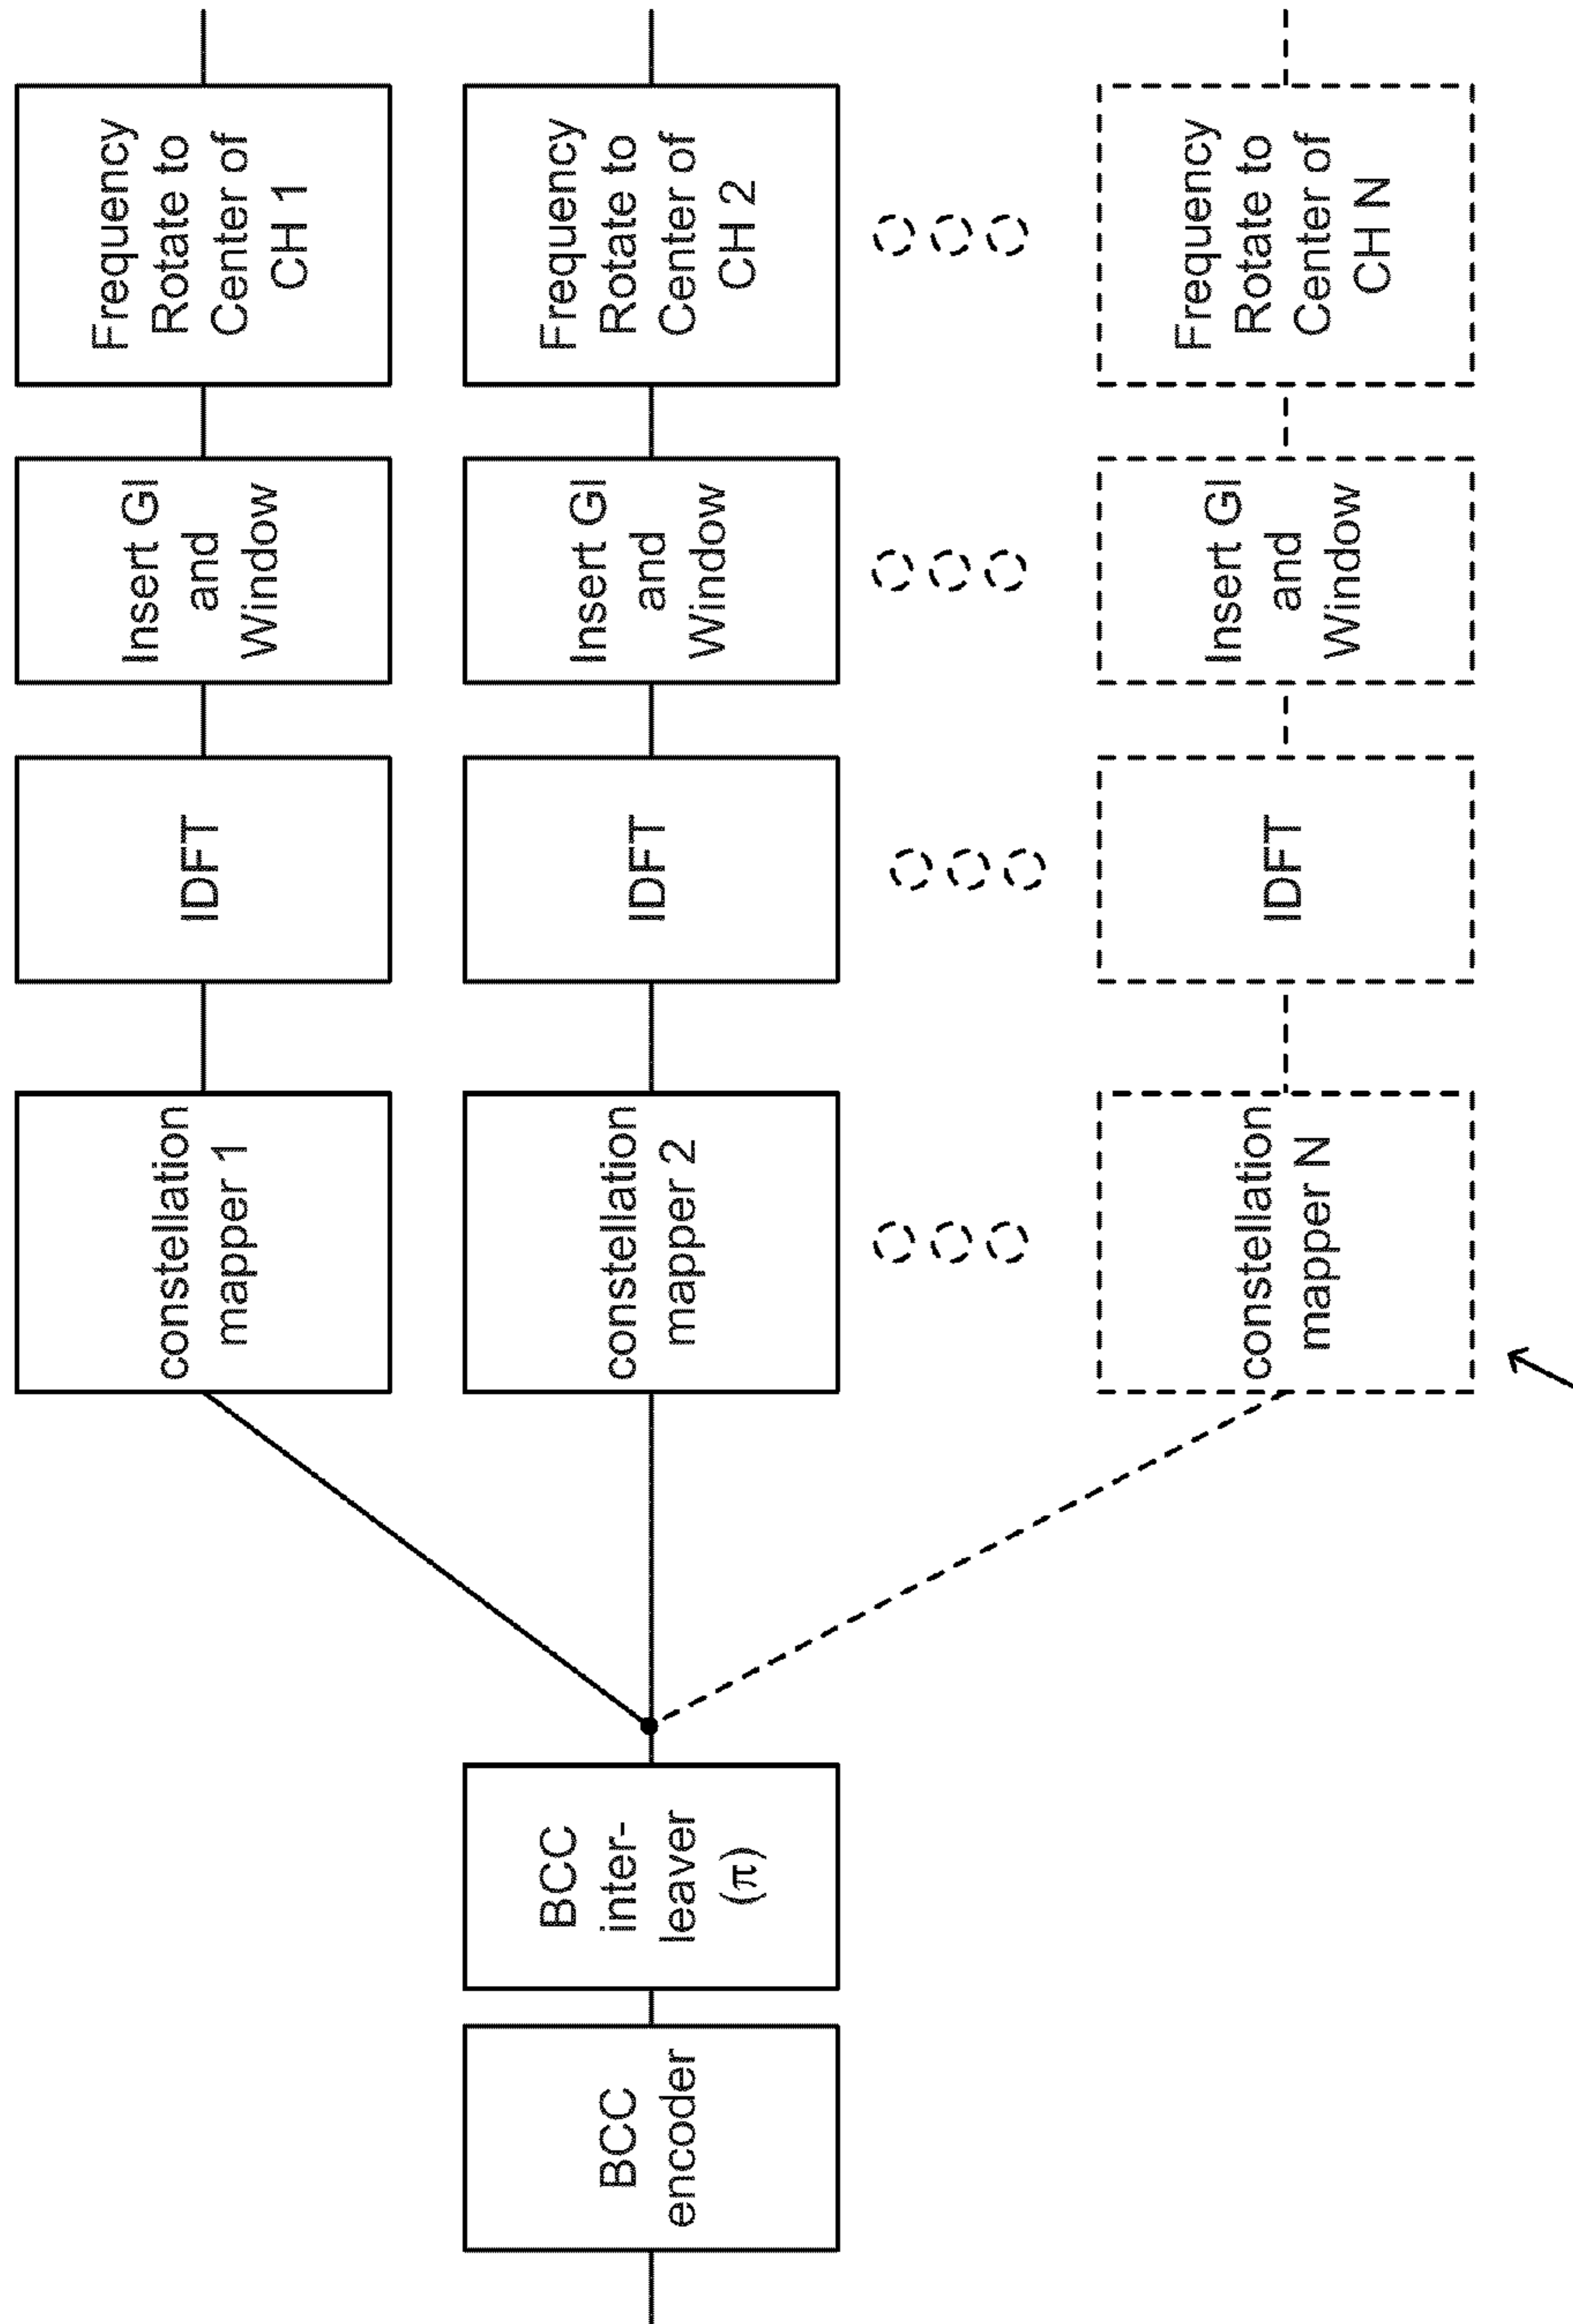 Frequency
Rotate to
Center of
CH 1
Insert GI
and
Window
IDFT
constellation
mapper 1
Frequency
Rotate to
Center of
CH 2
Insert GI
and
Window
IDFT
constellation
mapper 2
BCC
inter-
leaver
(π)
BCC
encoder
Frequency
Rotate to
Center of
CH N
Insert GI
and
Window
IDFT
constellation
mapper N